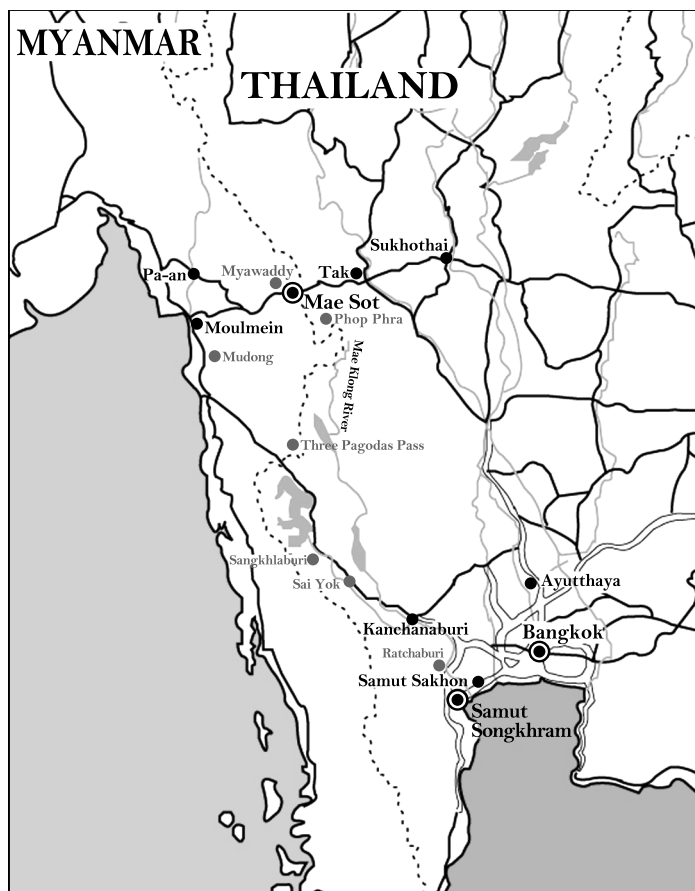 MYANMAR
THAILAND
Sukhothai
Pa-an
Myawaddy
Tak
Mae Sot
Phop Phra
Moulmein
Mudong
Mae Klong River
Three Pagodas Pass
Sangkhlaburi
Sai Yok
Ayutthaya
Kanchanaburi
Bangkok
Ratchaburi
Samut Sakhon
Samut
Songkhram